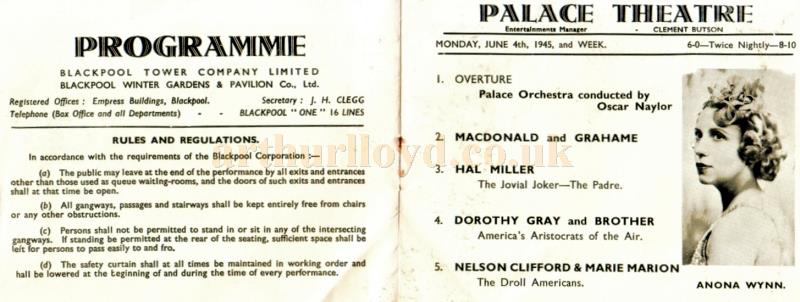 PROGRAMME
BLACKPOOL TOWER COMPANY LIMITED
BLACKPOOL WINTER GARDENS & PAVILION Co., Ltd.
Registered Offices : Empress Buildings, Blackpool. Secretary : J. H. CLEGG
Telephone (Box Office and all Departments) - - BLACKPOOL "ONE" 16 LINES
RULES AND REGULATIONS.
In accordance with the requirements of the Blackpool Corporation :—
(a) The public may leave at the end of the performance by all exits and entrances
other than those used as queue waiting-rooms, and the doors of such exits and entrances
shall at that time be open.
(b) All gangways, passages and stairways shall be kept entirely free from chairs
or any other obstructions.
(c) Persons shall not be permitted to stand in or sit in any of the intersecting
gangways. If standing be permitted at the rear of the seating, sufficient space shall be
left for persons to pass easily to and fro.
(d) The safety curtain shall at all times be maintained in working order and
shall be lowered at the beginning of and during the time of every performance.
PALACE THEATRE
Entertainments Manager - CLEMENT BUTSON
MONDAY, JUNE 4th, 1945, and WEEK. 6-0—Twice Nightly—8-10
1. OVERTURE
Palace Orchestra conducted by
Oscar Naylor
2. MACDONALD and GRAHAME
3. HAL MILLER
The Jovial Joker—The Padre.
4. DOROTHY GRAY and BROTHER
America's Aristocrats of the Air.
5. NELSON CLIFFORD & MARIE MARION
The Droll Americans.
ANONA WYNN.
arthurlloyd.co.uk